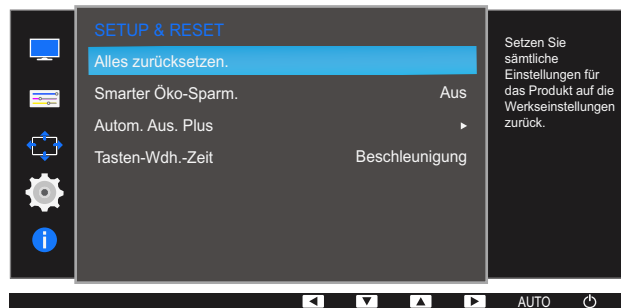 SETUP & RESET
Alles zurücksetzen.
Smarter Öko-Sparm. Aus
Autom. Aus. Plus
Tasten-Wdh.-Zeit Beschleunigung
Setzen Sie
sämtliche
Einstellungen für
das Produkt auf die
Werkseinstellungen
zurück.
AUTO